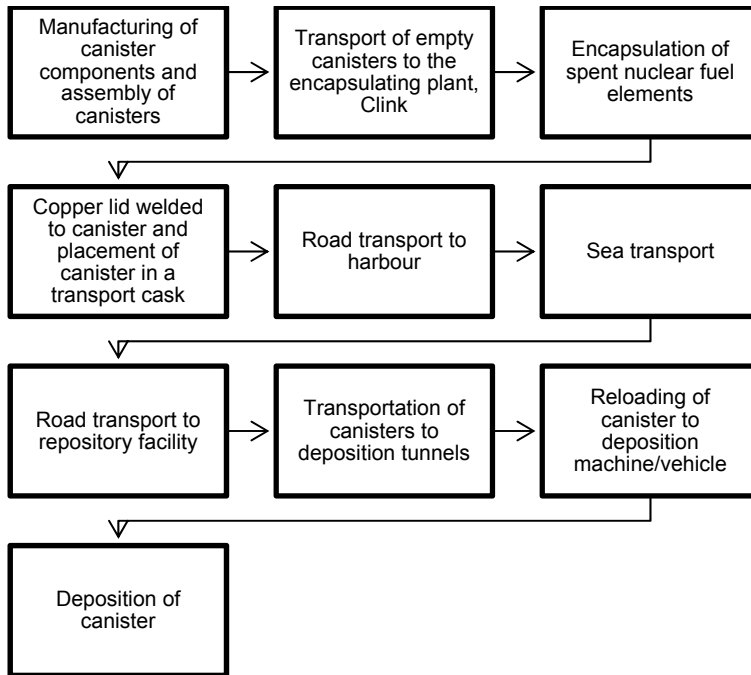 Manufacturing of
canister
components and
assembly of
canisters
Transport of empty
canisters to the
encapsulating plant,
Clink
Encapsulation of
spent nuclear fuel
elements
Copper lid welded
to canister and
placement of
canister in a
transport cask
Road transport to
harbour
Sea transport
Road transport to
repository facility
Transportation of
canisters to
deposition tunnels
Reloading of
canister to
deposition
machine/vehicle
Deposition of
canister